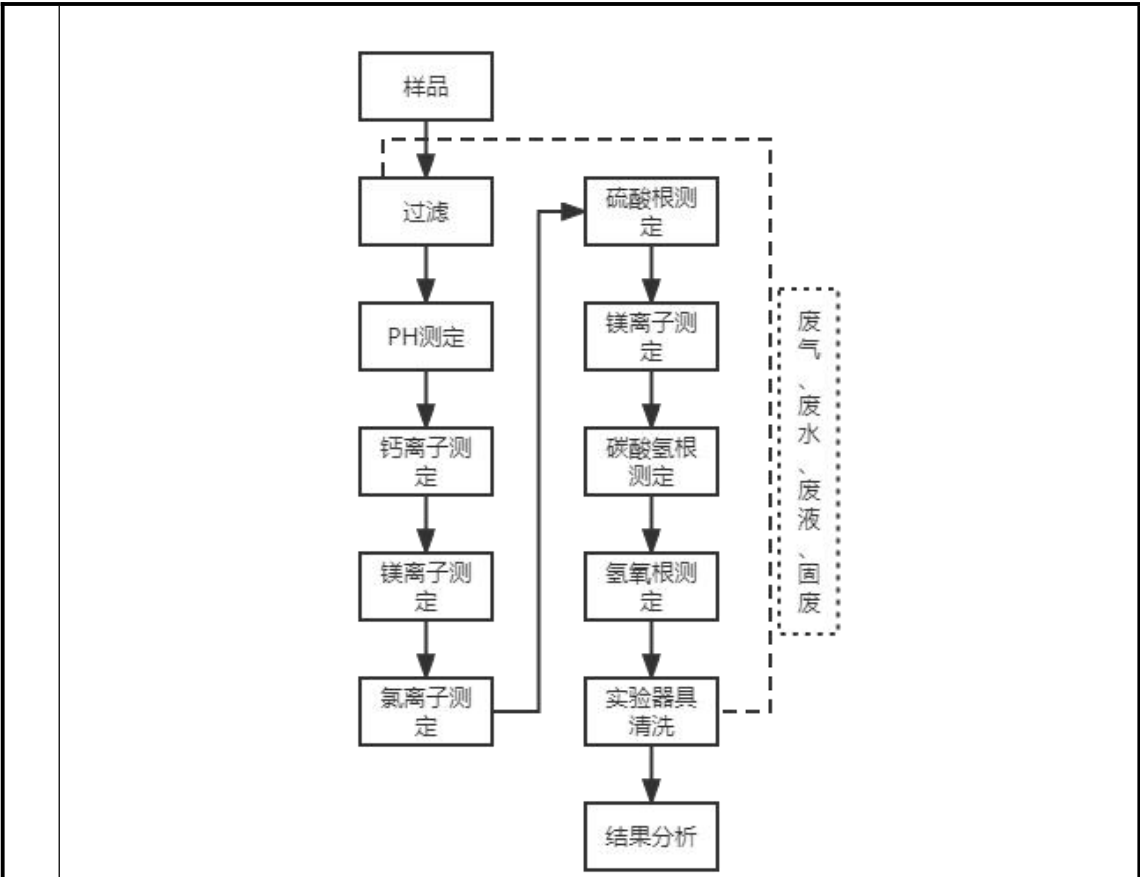 样品
过滤
PH测定
钙离子测
定
镁离子测
定
氯离子测
定
硫酸根测
定
镁离子测
定
碳酸氢根
测定
氢氧根测
定
实验器具
清洗
结果分析
废
气
、
废
水
、
废
液
、
固
废